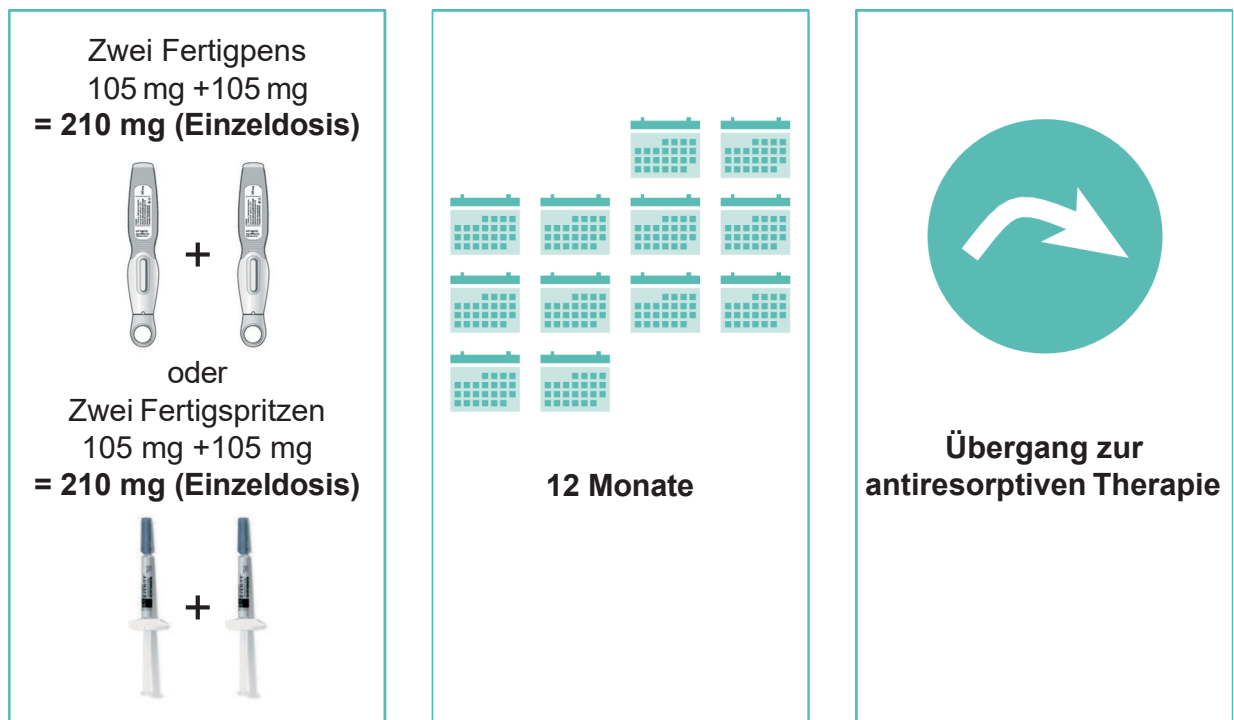 Zwei Fertigpens
105 mg +105 mg
= 210 mg (Einzeldosis)
+
oder
Zwei Fertigspritzen
105 mg +105 mg
= 210 mg (Einzeldosis)
+
12 Monate
Übergang zur
antiresorptiven Therapie